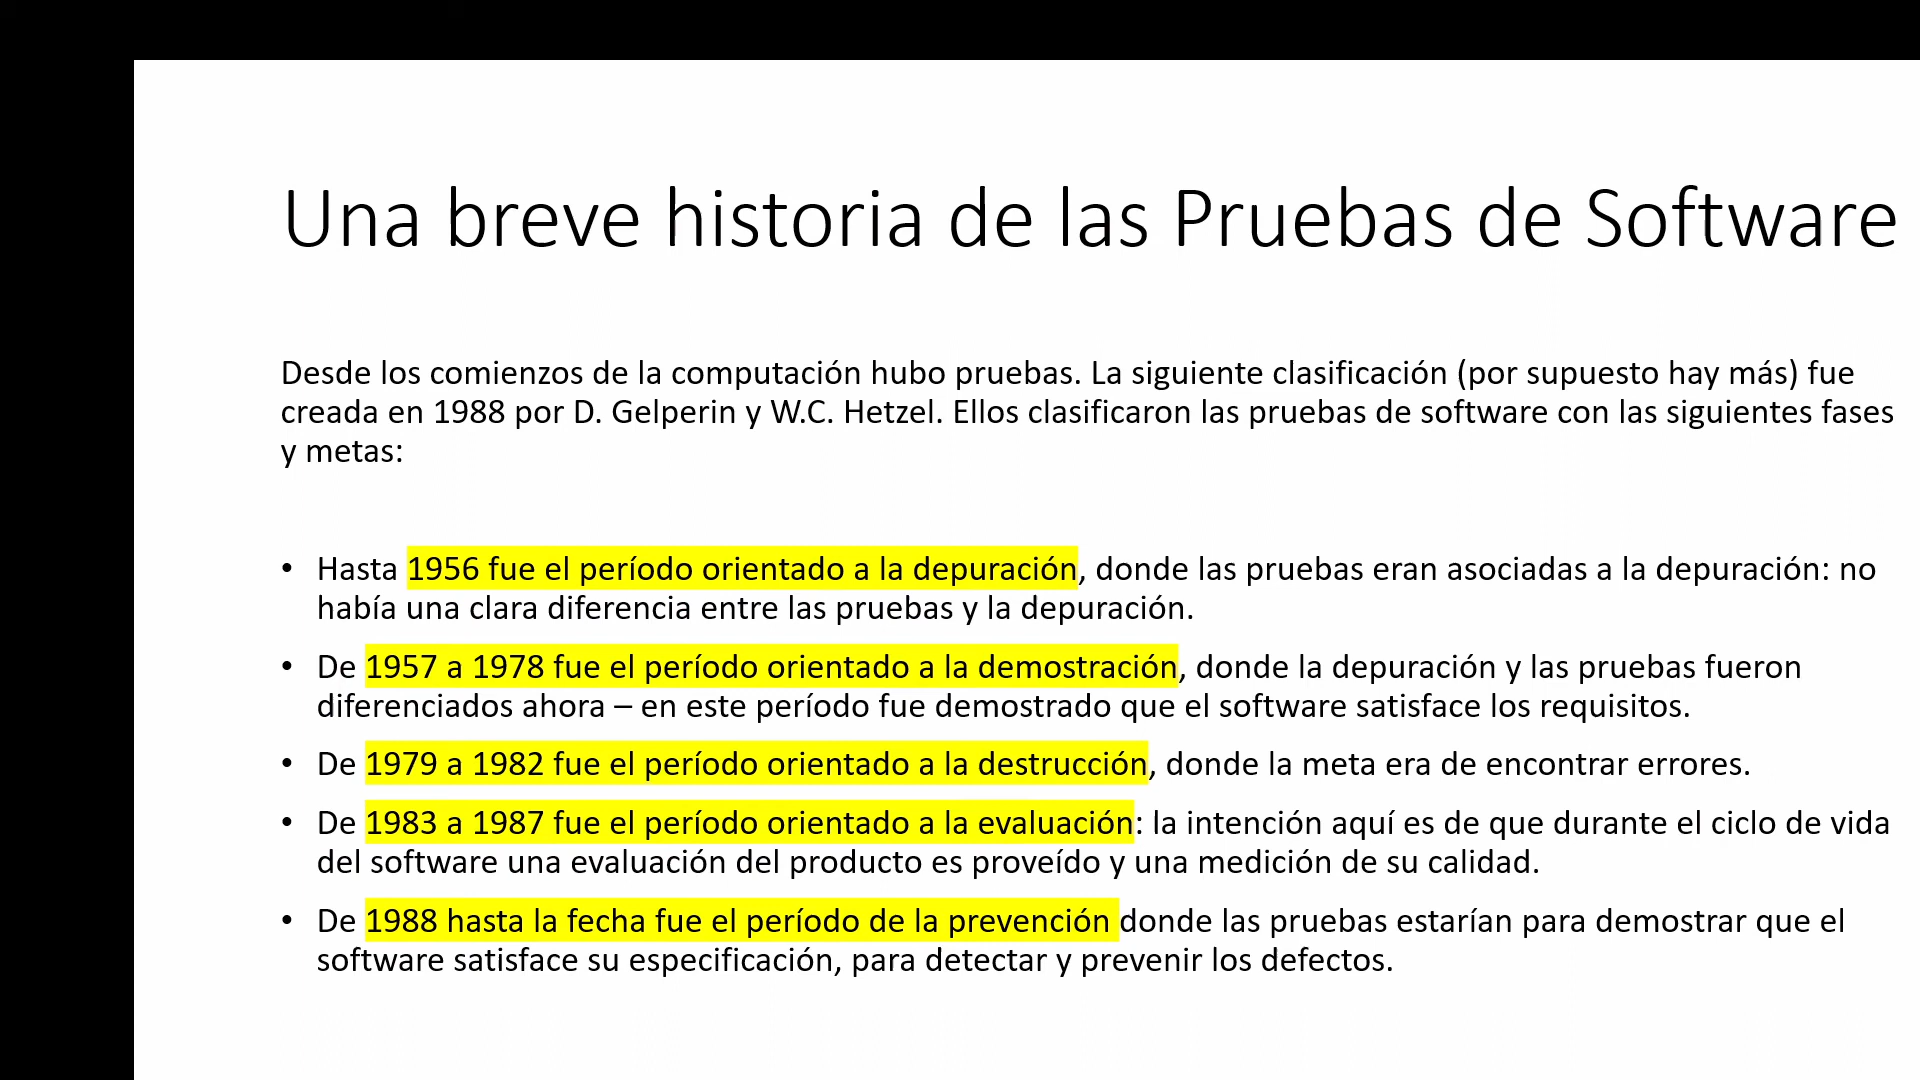 Una breve historia de las Pruebas de Software
Desde los comienzos de la computación hubo pruebas. La siguiente clasificación (por supuesto hay más) fue
creada en 1988 por D. Gelperin y W.C. Hetzel. Ellos clasificaron las pruebas de software con las siguientes fases
y metas:
• Hasta 1956 fue el período orientado a la depuración, donde las pruebas eran asociadas a la depuración: no
había una clara diferencia entre las pruebas y la depuración.
• De 1957 a 1978 fue el período orientado a la demostración, donde la depuración y las pruebas fueron
diferenciados ahora – en este período fue demostrado que el software satisface los requisitos.
• De 1979 a 1982 fue el período orientado a la destrucción, donde la meta era de encontrar errores.
• De 1983 a 1987 fue el período orientado a la evaluación: la intención aquí es de que durante el ciclo de vida
del software una evaluación del producto es proveído y una medición de su calidad.
• De 1988 hasta la fecha fue el período de la prevención donde las pruebas estarían para demostrar que el
software satisface su especificación, para detectar y prevenir los defectos.